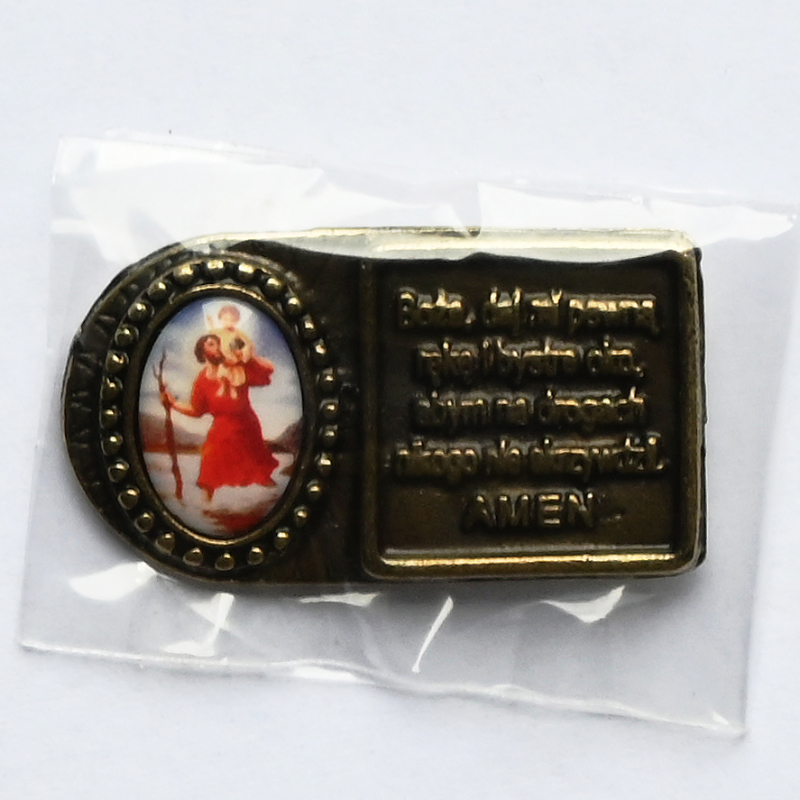 Boże, daj mi pewną
rękę i bystre oko,
abym na drogach
nikogo nie skrzywdził.
AMEN